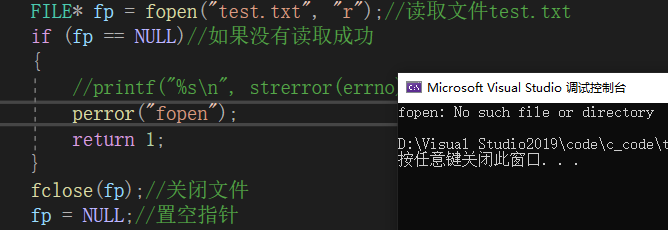 FILE* fp = fopen("test.txt", "r");//读取文件test.txt
if (fp == NULL)//如果没有读取成功
{
//printf("%s\n", strerror(errno)
perror("fopen");
return 1;
}
fclose(fp);//关闭文件
fp = NULL;//置空指针
Microsoft Visual Studio 调试控制台
fopen: No such file or directory
D:\Visual Studio2019\code\c_code\t
按任意键关闭此窗口. . .